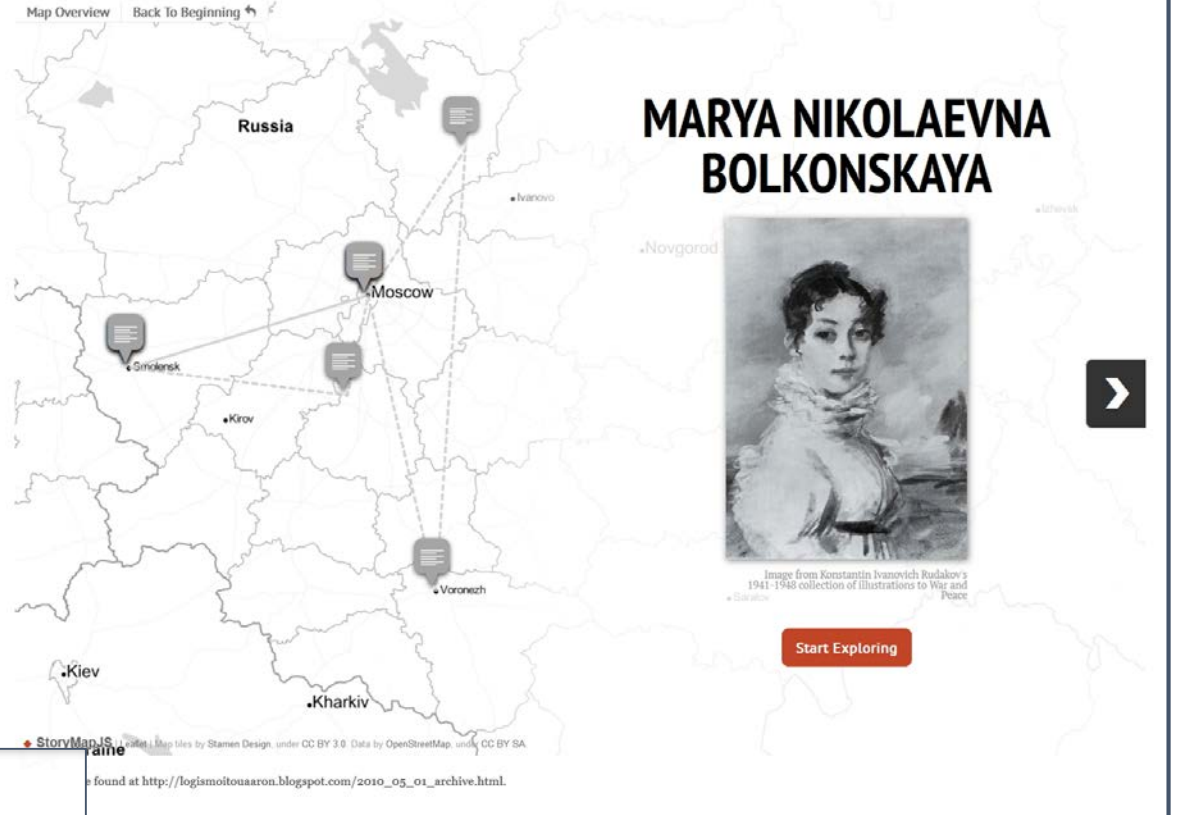 Map Overview Back To Beginning
Russia
Ivanovo
Izhevsk
MARYA NIKOLAEVNA
BOLKONSKAYA
Novgorod
Moscow
Smolensk
Kirov
Voronezh
Image from Konstantin Ivanovich Rudakov's
1941-1948 collection of illustrations to War and
Peace
Saratov
Start Exploring
Kiev
Kharkiv
StoryMapJS | Leaflet | Map tiles by Stamen Design, under CC BY 3.0. Data by OpenStreetMap, under CC BY SA
raine
e found at http://logismoitouaaron.blogspot.com/2010_05_01_archive.html.